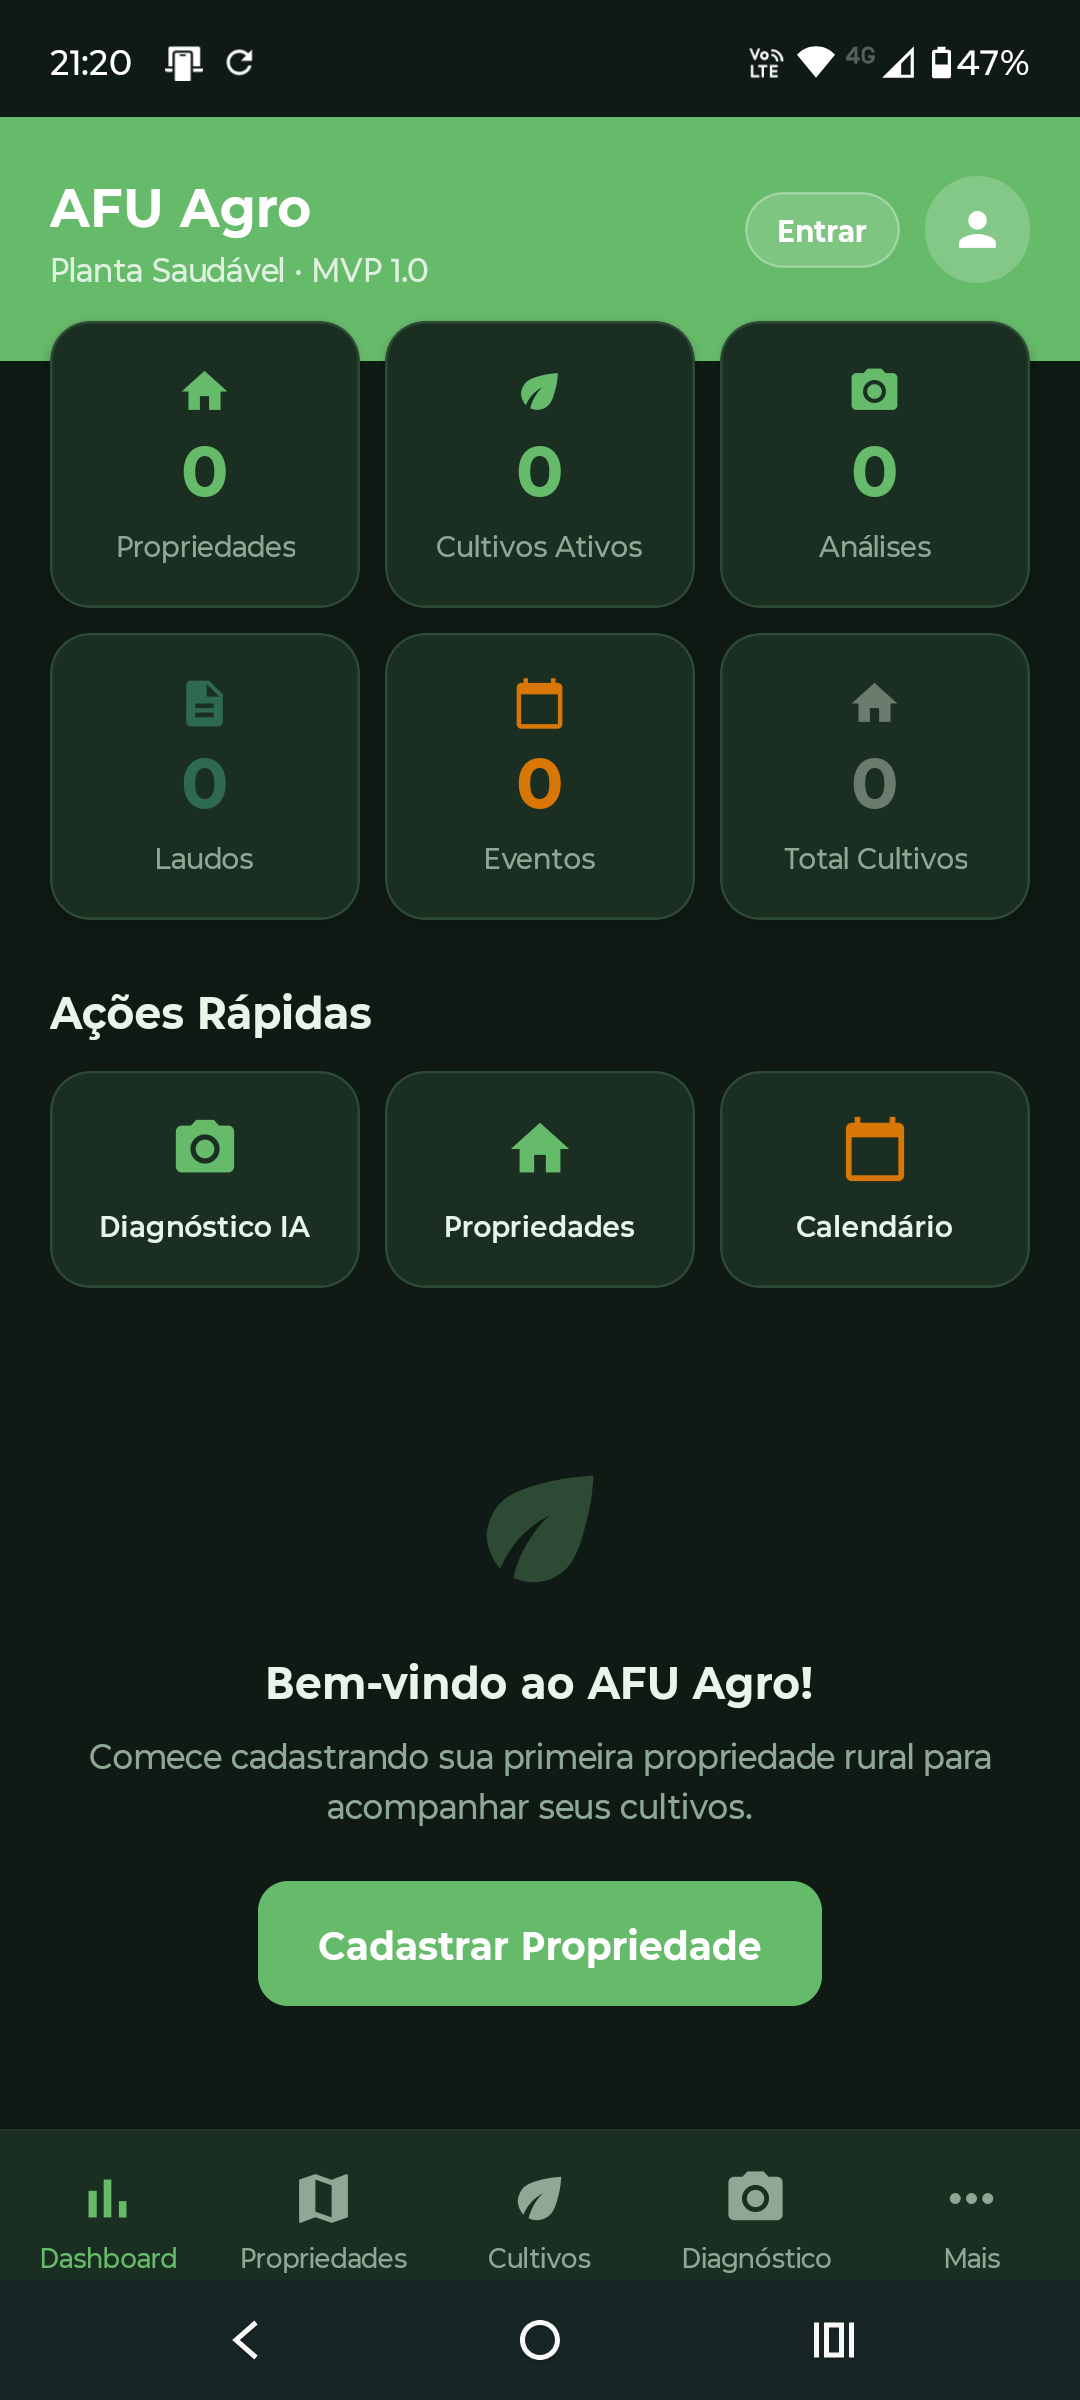 21:20
Vo LTE 4G 47%
AFU Agro
Planta Saudável · MVP 1.0
Entrar
0
Propriedades
0
Cultivos Ativos
0
Análises
0
Laudos
0
Eventos
0
Total Cultivos
Ações Rápidas
Diagnóstico IA
Propriedades
Calendário
Bem-vindo ao AFU Agro!
Comece cadastrando sua primeira propriedade rural para
acompanhar seus cultivos.
Cadastrar Propriedade
Dashboard
Propriedades
Cultivos
Diagnóstico
Mais